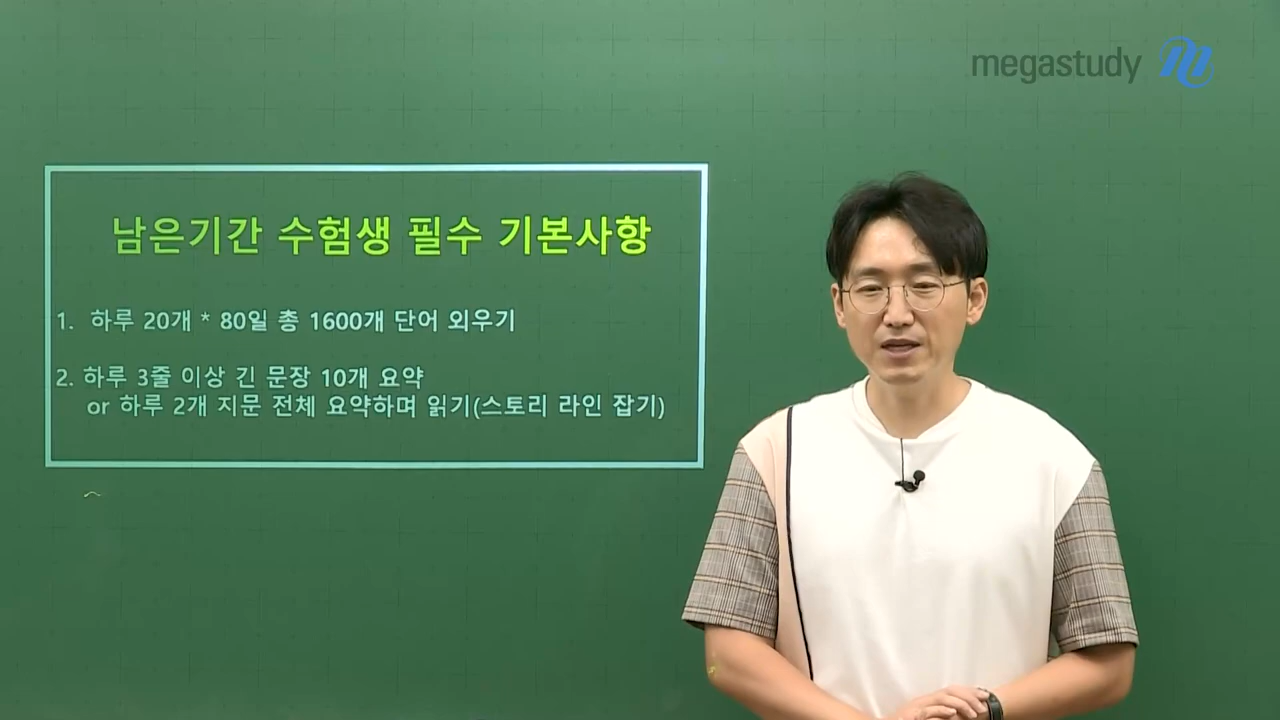 megastudy
남은기간 수험생 필수 기본사항
1. 하루 20개 * 80일 총 1600개 단어 외우기
2. 하루 3줄 이상 긴 문장 10개 요약
or 하루 2개 지문 전체 요약하며 읽기(스토리 라인 잡기)